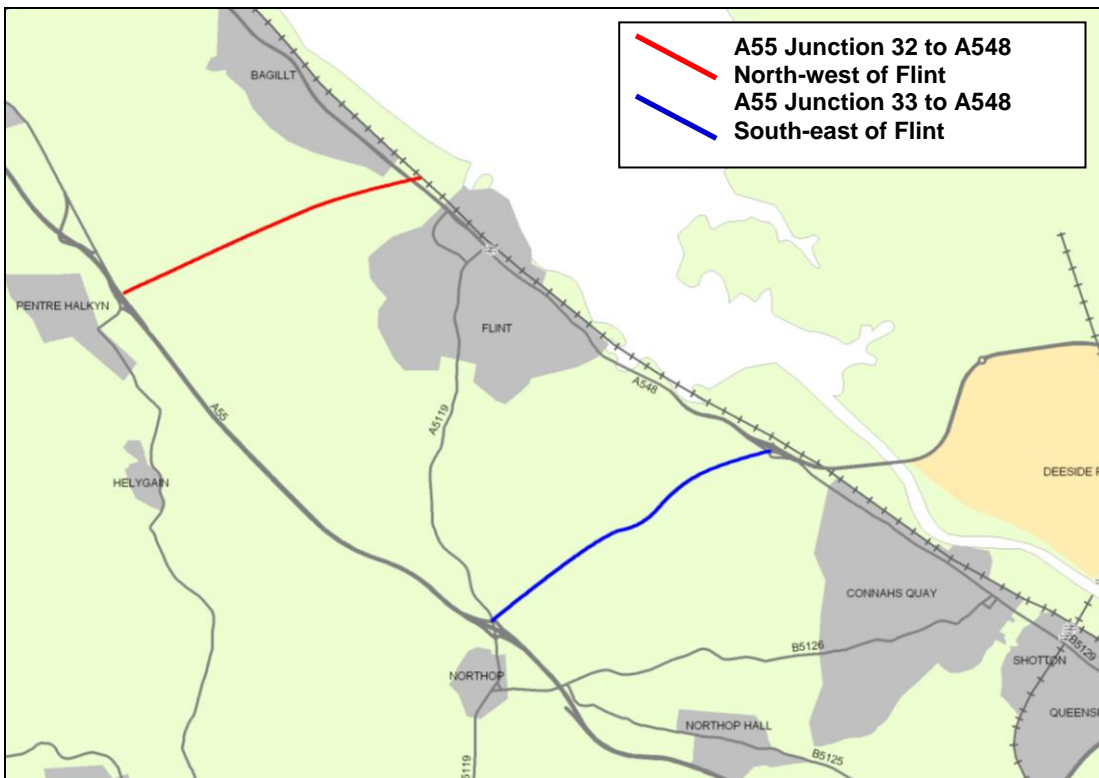 A55 Junction 32 to A548
North-west of Flint
A55 Junction 33 to A548
South-east of Flint
BAGILLT
PENTRE HALKYN
FLINT
A548
A5119
A55
HELYGAIN
DEESIDE P
CONNAHS QUAY
B5126
NORTHOP
SHOTTON
B5129
QUEENSF
NORTHOP HALL
B5125
5119